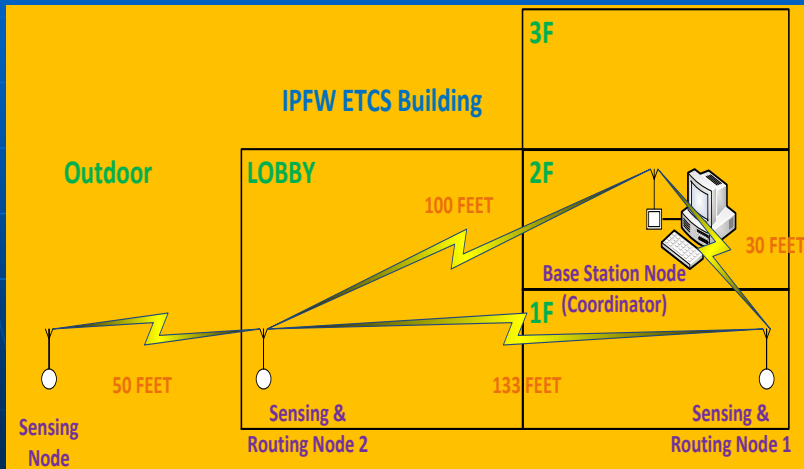 3F
IPFW ETCS Building
Outdoor
LOBBY
2F
100 FEET
30 FEET
Base Station Node
(Coordinator)
1F
50 FEET
133 FEET
Sensing
Node
Sensing &
Routing Node 2
Sensing &
Routing Node 1